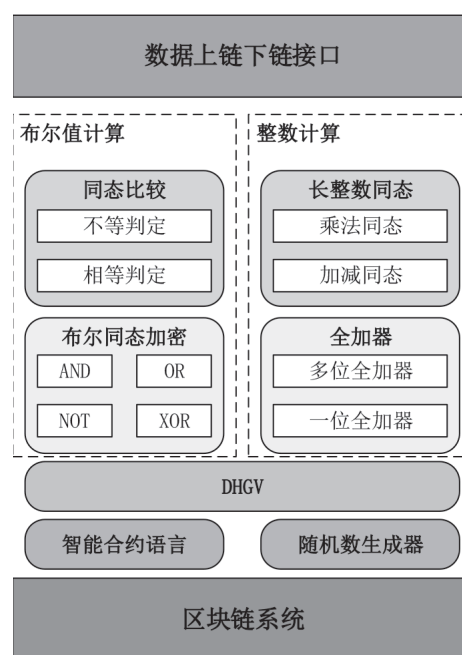 数据上链下链接口
布尔值计算
整数计算
同态比较
不等判定
相等判定
长整数同态
乘法同态
加减同态
布尔同态加密
AND
OR
NOT
XOR
全加器
多位全加器
一位全加器
DHGV
智能合约语言
随机数生成器
区块链系统